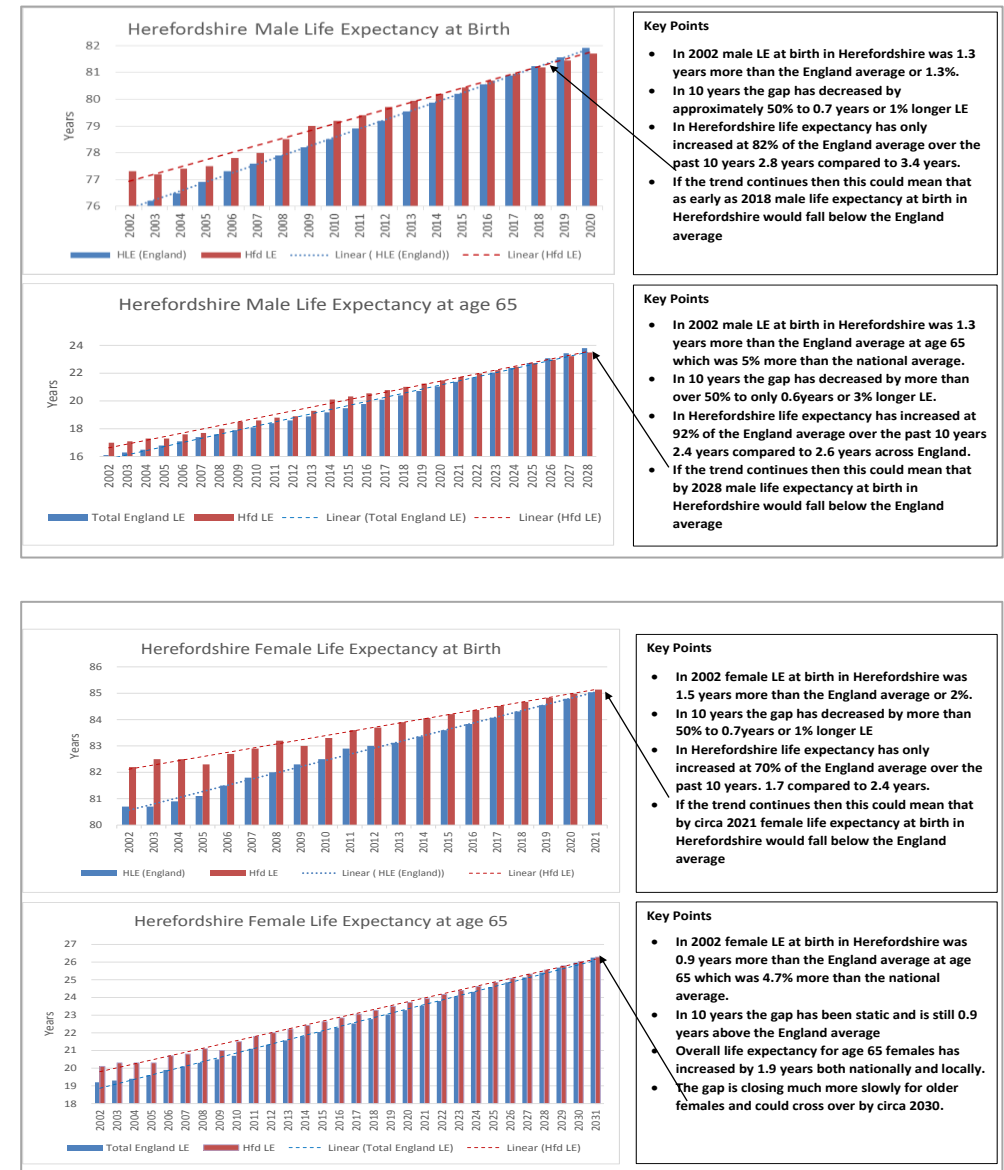 Herefordshire Male Life Expectancy at Birth
82
81
80
79
78
77
76
Years
2002 2003 2004 2005 2006 2007 2008 2009 2010 2011 2012 2013 2014 2015 2016 2017 2018 2019 2020
HLE (England) Hfd LE Linear ( HLE (England)) Linear (Hfd LE)
Key Points
• In 2002 male LE at birth in Herefordshire was 1.3
years more than the England average or 1.3%.
• In 10 years the gap has decreased by
approximately 50% to 0.7 years or 1% longer LE
• In Herefordshire life expectancy has only
increased at 82% of the England average over the
past 10 years 2.8 years compared to 3.4 years.
• If the trend continues then this could mean that
as early as 2018 male life expectancy at birth in
Herefordshire would fall below the England
average
Herefordshire Male Life Expectancy at age 65
24
22
20
18
16
Years
2002 2003 2004 2005 2006 2007 2008 2009 2010 2011 2012 2013 2014 2015 2016 2017 2018 2019 2020 2021 2022 2023 2024 2025 2026 2027 2028
Total England LE Hfd LE Linear (Total England LE) Linear (Hfd LE)
Key Points
• In 2002 male LE at birth in Herefordshire was 1.3
years more than the England average at age 65
which was 5% more than the national average.
• In 10 years the gap has decreased by more than
over 50% to only 0.6years or 3% longer LE.
• In Herefordshire life expectancy has increased at
92% of the England average over the past 10 years
2.4 years compared to 2.6 years across England.
• If the trend continues then this could mean that
by 2028 male life expectancy at birth in
Herefordshire would fall below the England
average
Herefordshire Female Life Expectancy at Birth
86
85
84
83
82
81
80
Years
2002 2003 2004 2005 2006 2007 2008 2009 2010 2011 2012 2013 2014 2015 2016 2017 2018 2019 2020 2021
HLE (England) Hfd LE Linear ( HLE (England)) Linear (Hfd LE)
Key Points
• In 2002 female LE at birth in Herefordshire was
1.5 years more than the England average or 2%.
• In 10 years the gap has decreased by more than
50% to 0.7years or 1% longer LE
• In Herefordshire life expectancy has only
increased at 70% of the England average over the
past 10 years. 1.7 compared to 2.4 years.
• If the trend continues then this could mean that
by circa 2021 female life expectancy at birth in
Herefordshire would fall below the England
average
Herefordshire Female Life Expectancy at age 65
27
26
25
24
23
22
21
20
19
18
Years
2002 2003 2004 2005 2006 2007 2008 2009 2010 2011 2012 2013 2014 2015 2016 2017 2018 2019 2020 2021 2022 2023 2024 2025 2026 2027 2028 2029 2030 2031
Total England LE Hfd LE Linear (Total England LE) Linear (Hfd LE)
Key Points
• In 2002 female LE at birth in Herefordshire was
0.9 years more than the England average at age
65 which was 4.7% more than the national
average.
• In 10 years the gap has been static and is still 0.9
years above the England average
• Overall life expectancy for age 65 females has
increased by 1.9 years both nationally and locally.
• The gap is closing much more slowly for older
females and could cross over by circa 2030.